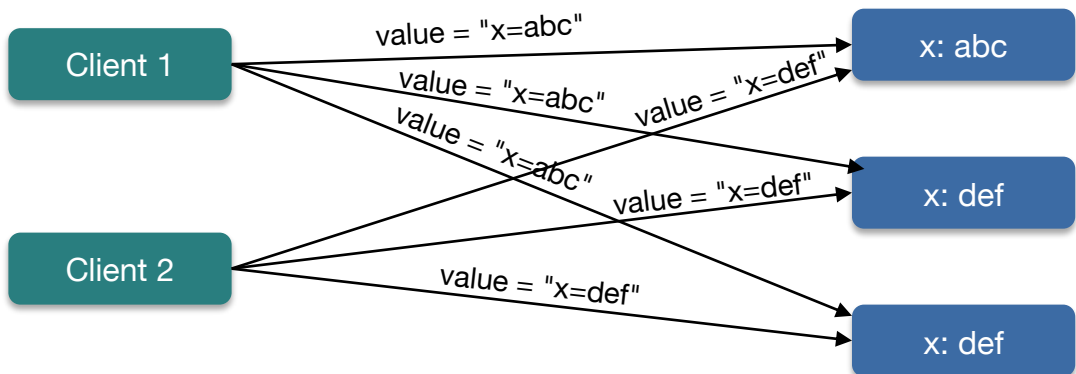 value = "x=abc"
Client 1
x: abc
value = "x=def"
value = "x=abc"
value = "x=abc"
value = "x=def"
x: def
Client 2
value = "x=def"
x: def